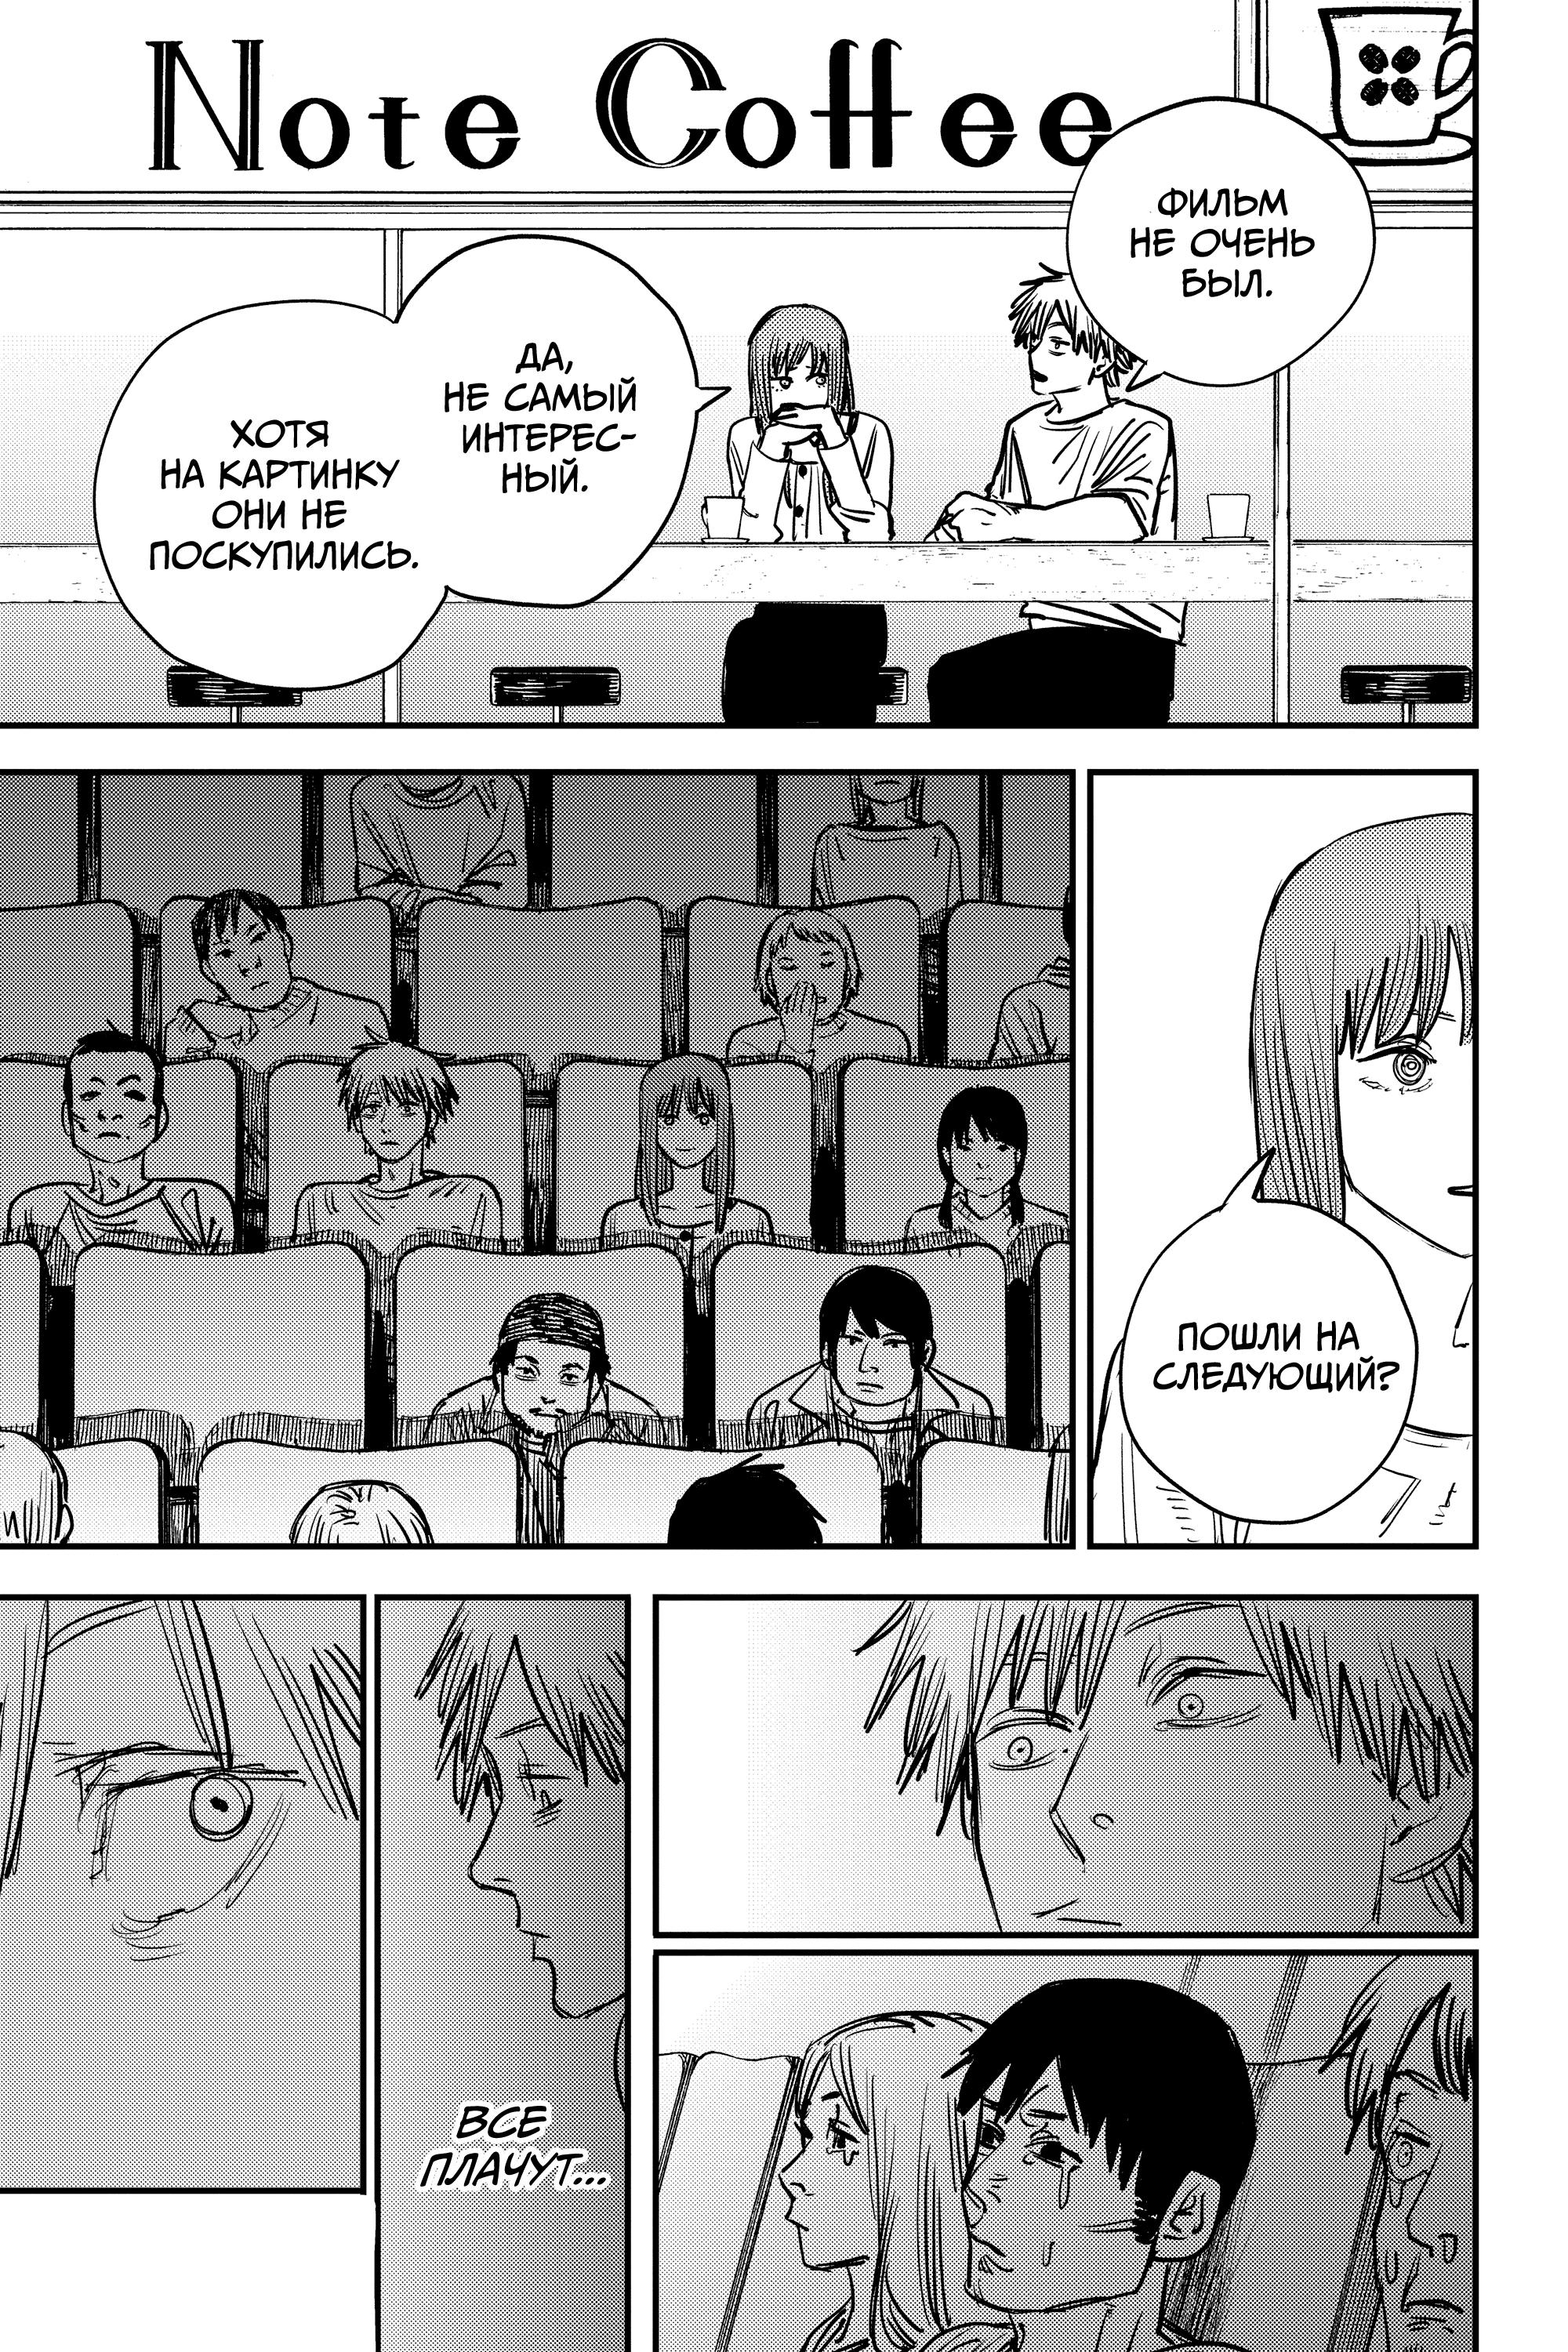 Note Coffee
ФИЛЬМ
НЕ ОЧЕНЬ
БЫЛ.
ДА,
НЕ САМЫЙ
ИНТЕРЕС-
НЫЙ.
ХОТЯ
НА КАРТИНКУ
ОНИ НЕ
ПОСКУПИЛИСЬ.
ПОШЛИ НА
СЛЕДУЮЩИЙ?
ВСЕ
ПЛАЧУТ...